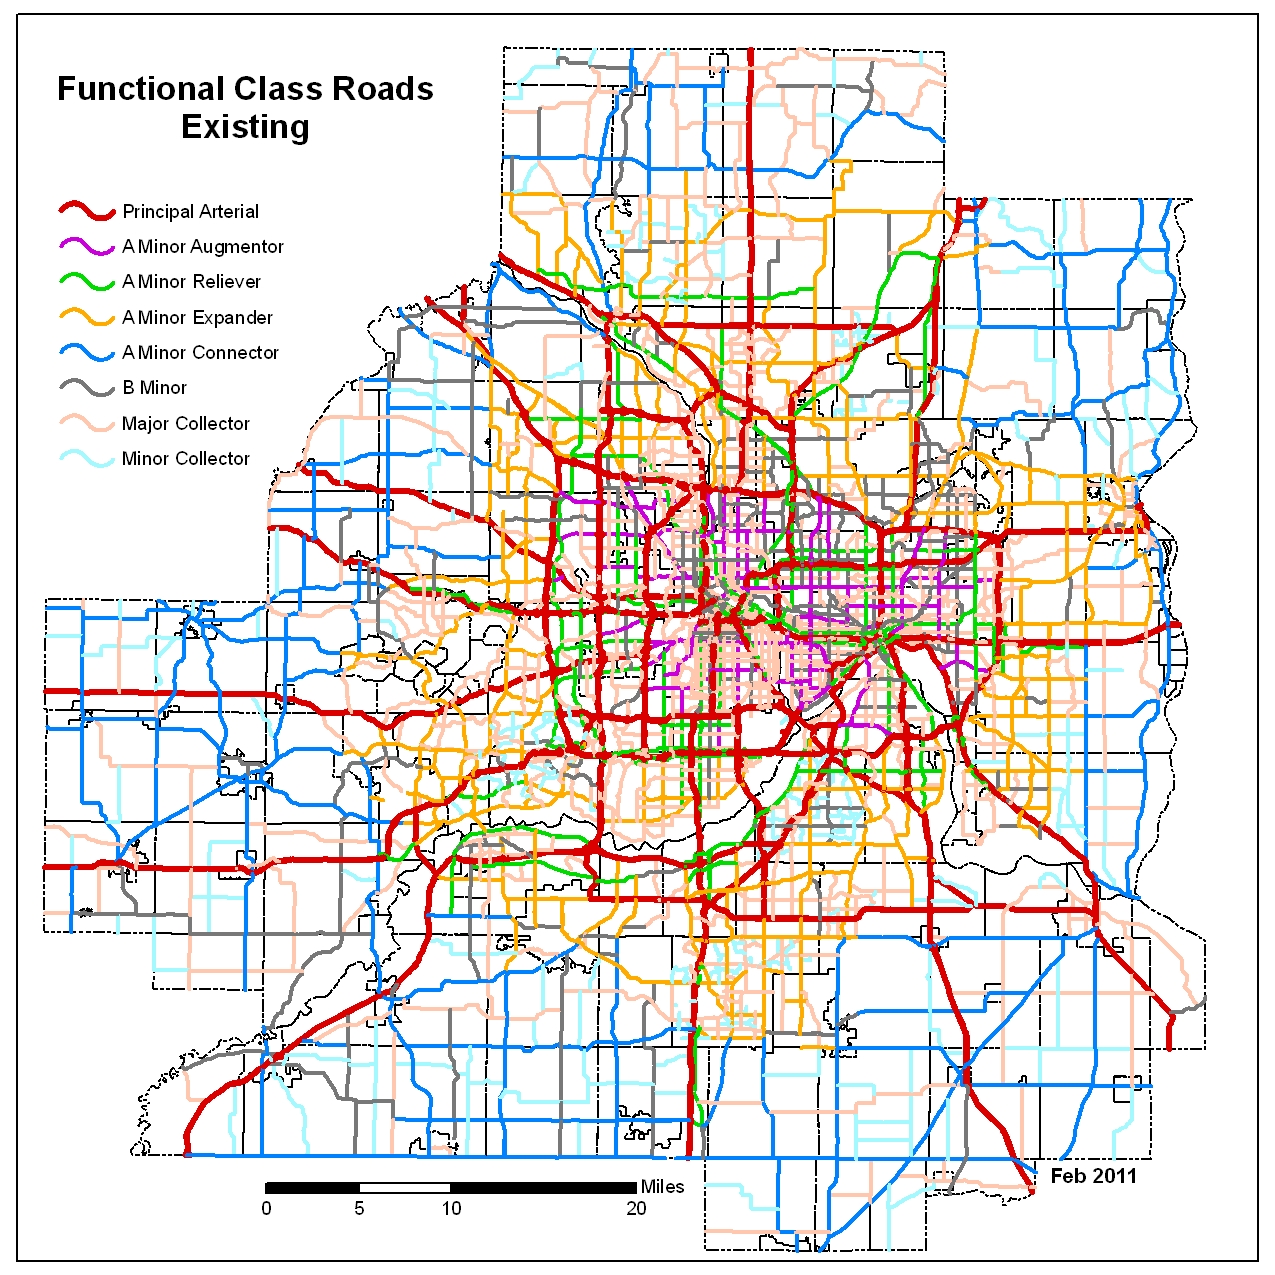 Functional Class Roads
Existing
Principal Arterial
A Minor Augmentor
A Minor Reliever
A Minor Expander
A Minor Connector
B Minor
Major Collector
Minor Collector
Feb 2011
Miles
0 5 10 20